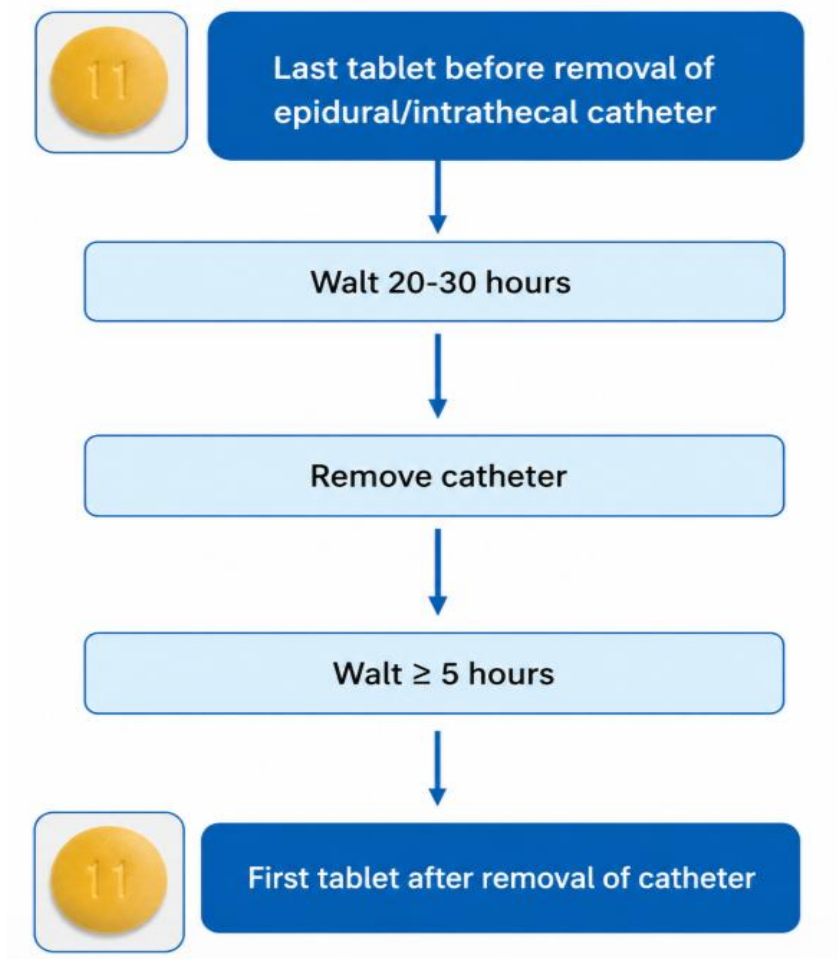 11
Last tablet before removal of
epidural/intrathecal catheter
Walt 20-30 hours
Remove catheter
Walt ≥ 5 hours
11
First tablet after removal of catheter